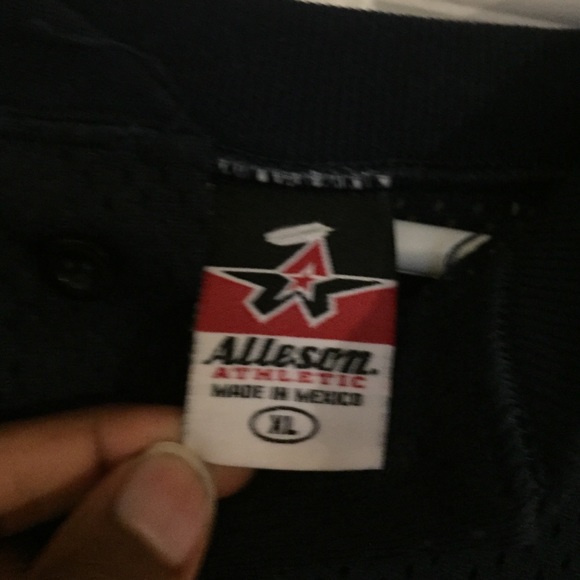 Alleson.
ATHLETIC
MADE IN MEXICO
XL